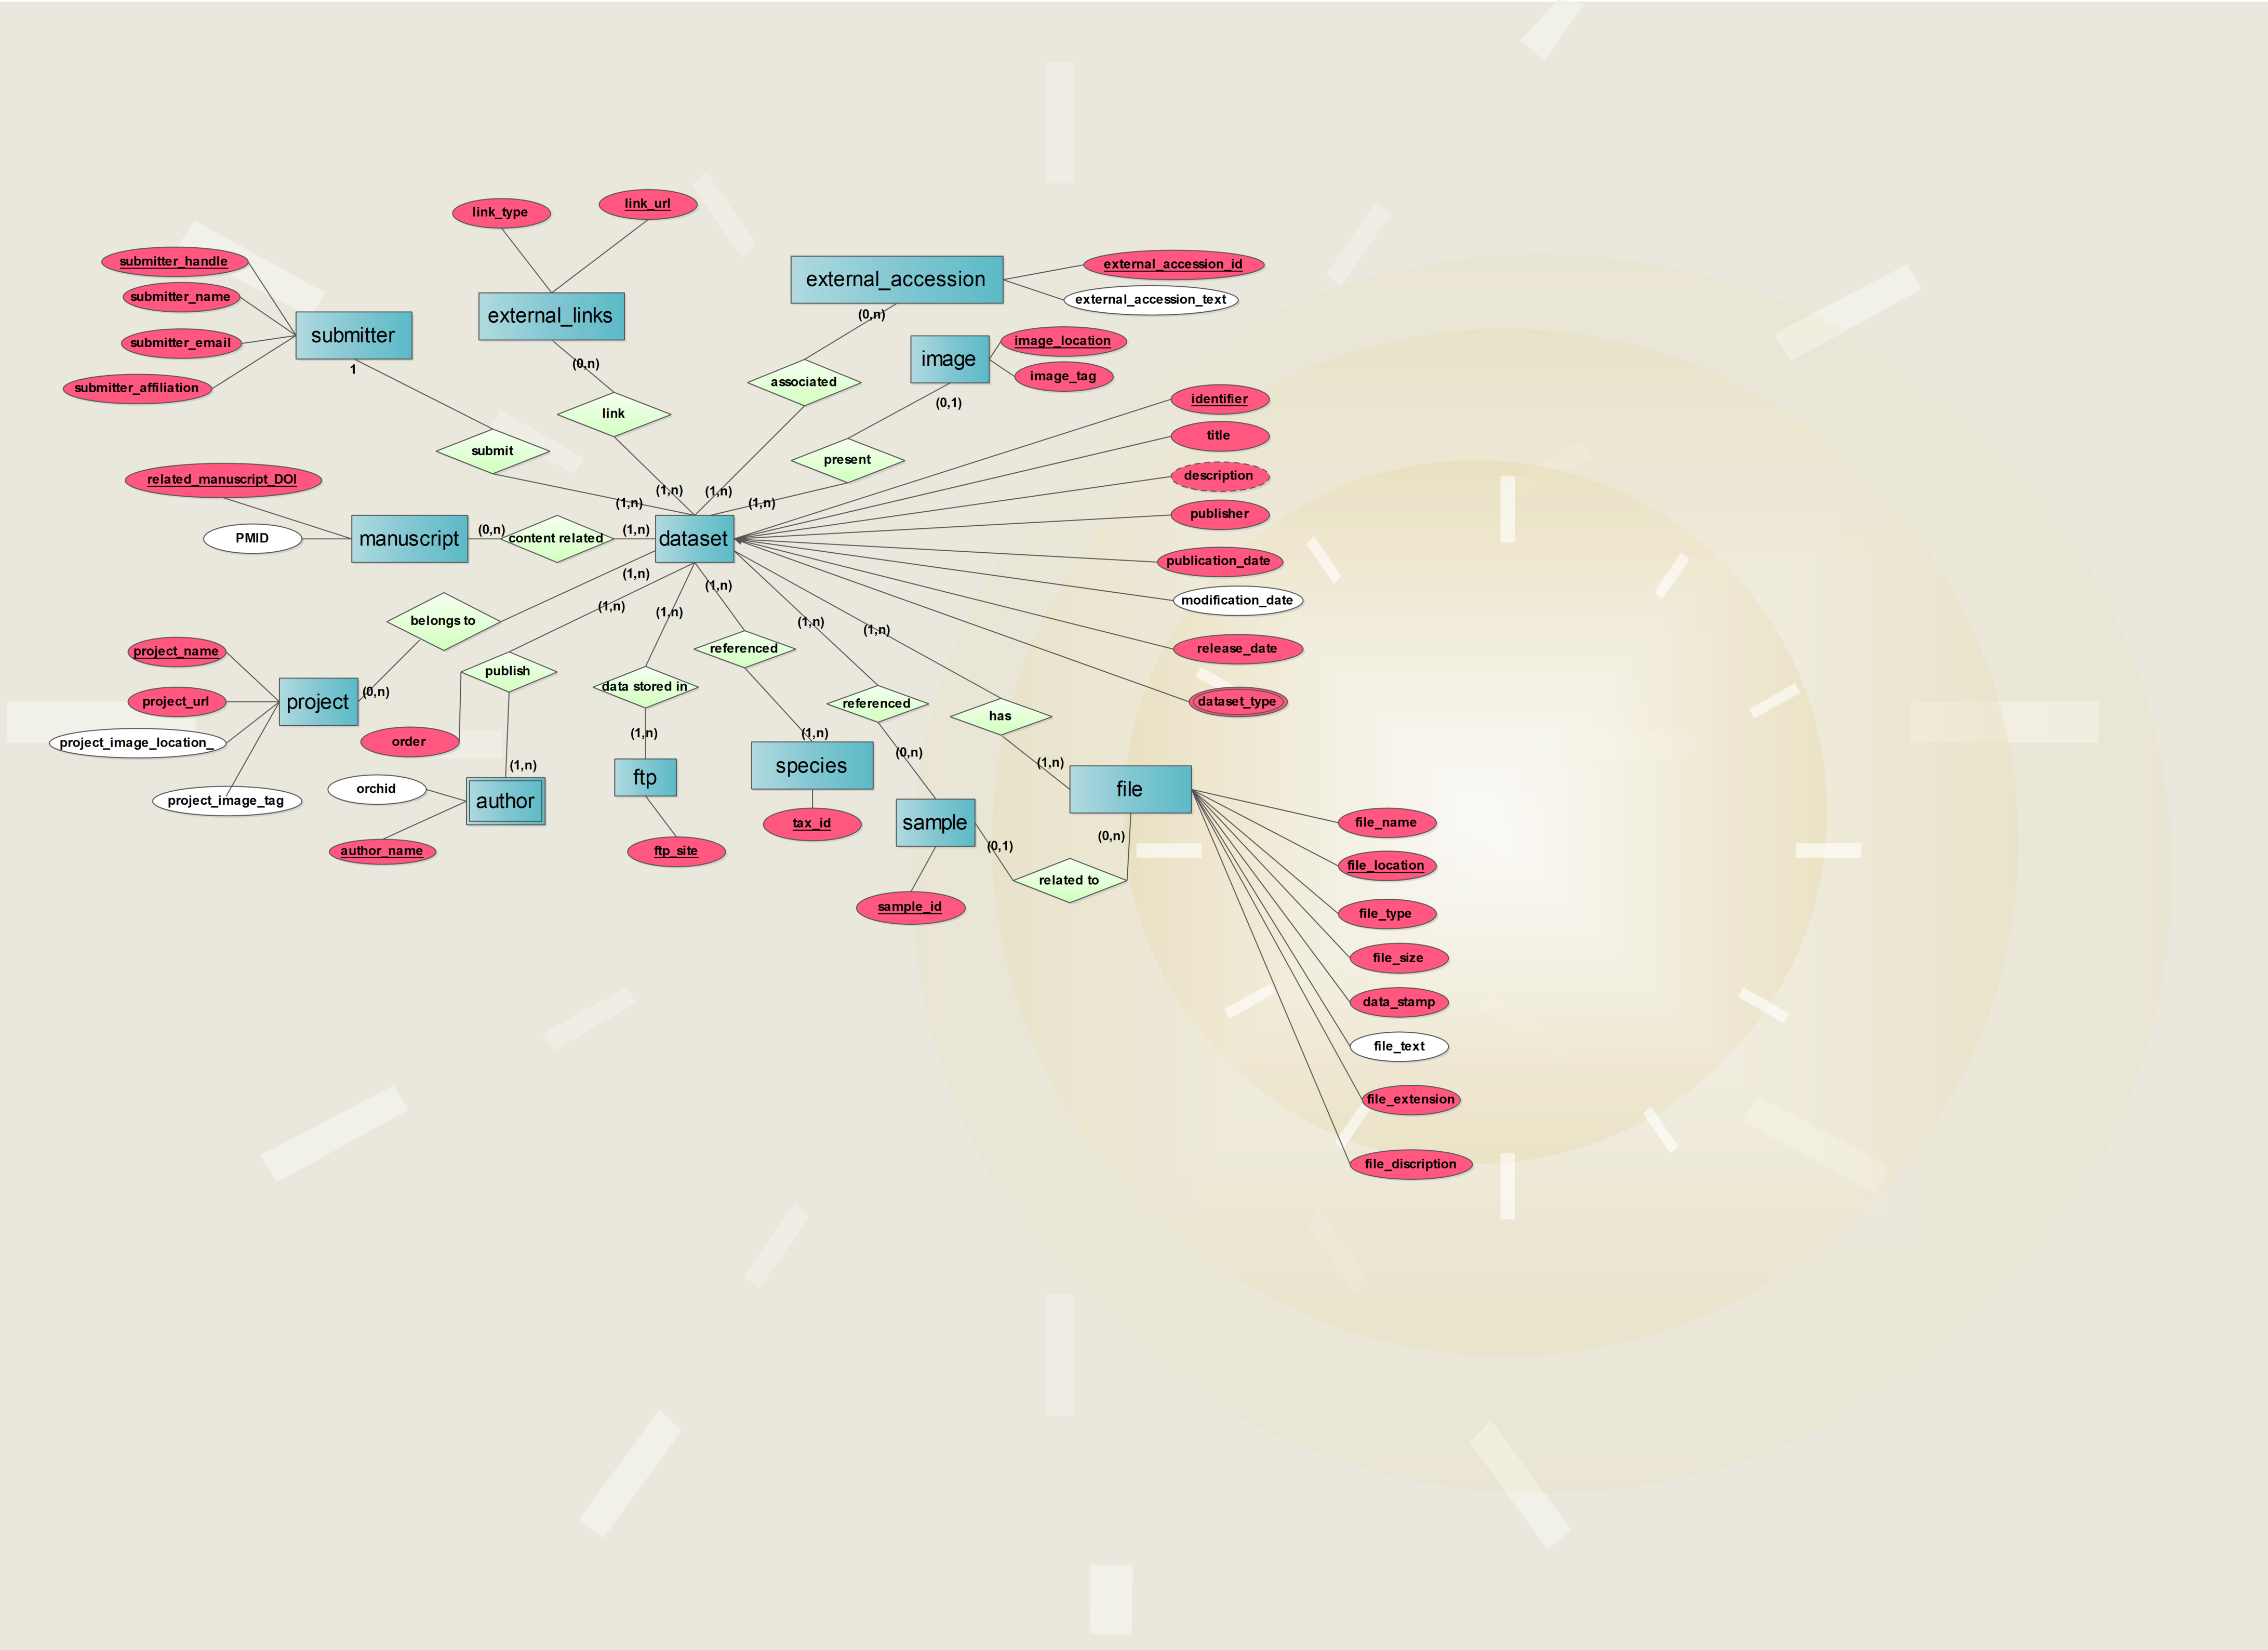 link_type
link_url
submitter_handle
submitter_name
submitter_email
submitter_affiliation
submitter
1
external_links
(0,n)
external_accession
(0,n)
external_accession_id
external_accession_text
image
(0,1)
image_location
image_tag
link
associated
submit
present
identifier
title
description
publisher
publication_date
modification_date
release_date
dataset_type
related_manuscript_DOI
PMID
manuscript
(0,n)
content related
(1,n)
dataset
(1,n)
(1,n)
(1,n)
(1,n)
(1,n)
(1,n)
(1,n)
(1,n)
(1,n)
(1,n)
belongs to
project_name
project_url
project_image_location_
project_image_tag
project
(0,n)
publish
order
(1,n)
orchid
author
author_name
data stored in
(1,n)
ftp
ftp_site
referenced
(1,n)
species
tax_id
referenced
(0,n)
sample
sample_id
(0,1)
has
(1,n)
file
(0,n)
related to
file_name
file_location
file_type
file_size
data_stamp
file_text
file_extension
file_discription